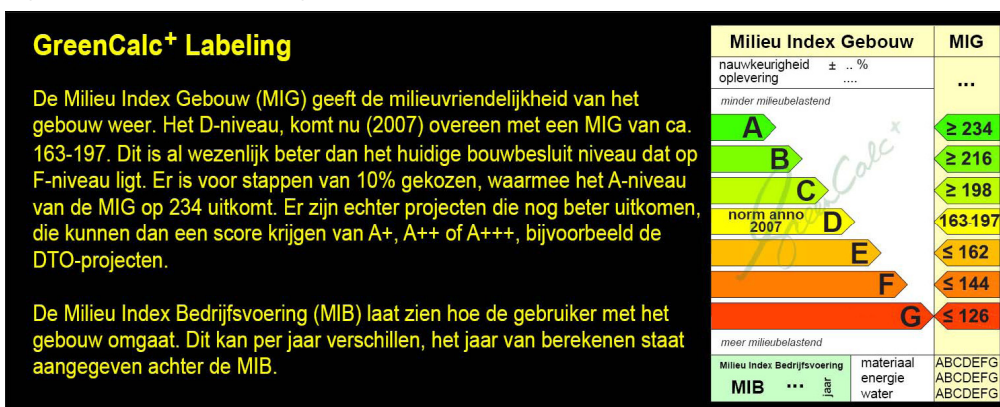 GreenCalc+ Labeling
De Milieu Index Gebouw (MIG) geeft de milieuvriendelijkheid van het
gebouw weer. Het D-niveau, komt nu (2007) overeen met een MIG van ca.
163-197. Dit is al wezenlijk beter dan het huidige bouwbesluit niveau dat op
F-niveau ligt. Er is voor stappen van 10% gekozen, waarmee het A-niveau
van de MIG op 234 uitkomt. Er zijn echter projecten die nog beter uitkomen,
die kunnen dan een score krijgen van A+, A++ of A+++, bijvoorbeeld de
DTO-projecten.
De Milieu Index Bedrijfsvoering (MIB) laat zien hoe de gebruiker met het
gebouw omgaat. Dit kan per jaar verschillen, het jaar van berekenen staat
aangegeven achter de MIB.
Milieu Index Gebouw MIG
nauwkeurigheid ± .. %
oplevering ....
...
minder milieubelastend
A ≥ 234
B ≥ 216
C ≥ 198
norm anno
2007 D 163-197
E ≤ 162
F ≤ 144
G ≤ 126
meer milieubelastend
GreenCalc+
Milieu Index Bedrijfsvoering
MIB ... jaar
materiaal ABCDEFG
energie ABCDEFG
water ABCDEFG